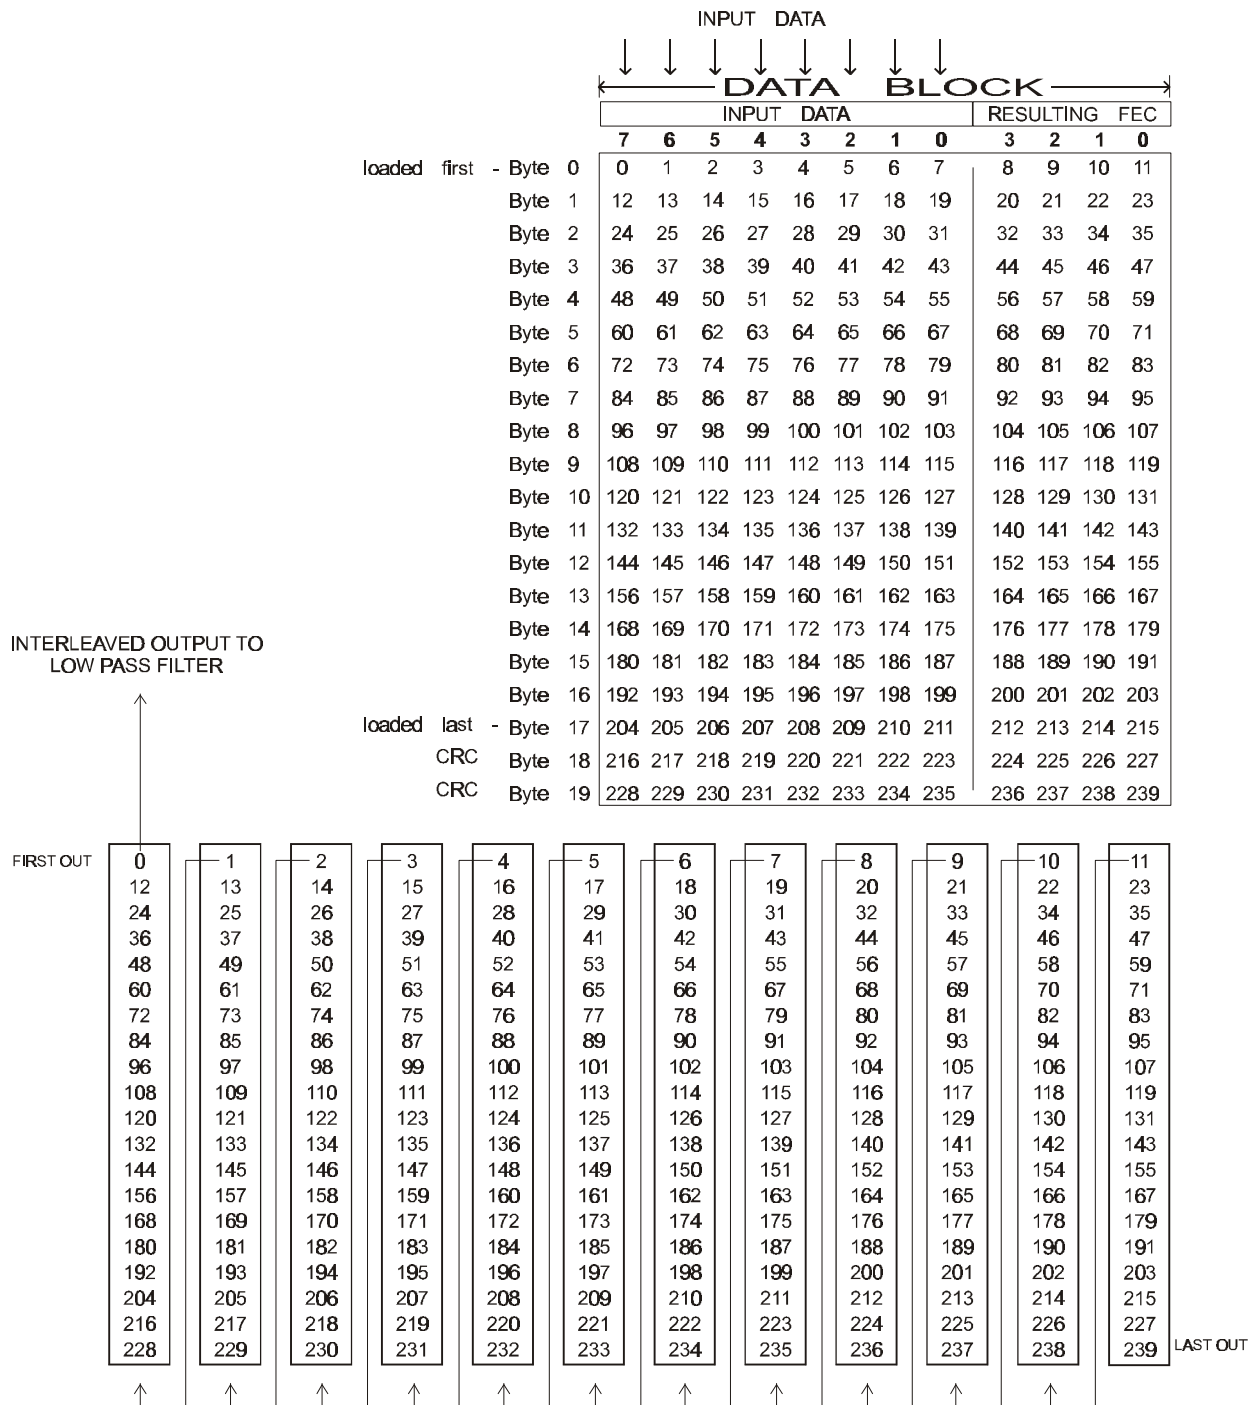 INPUT DATA
DATA BLOCK
INPUT DATA RESULTING FEC
7 6 5 4 3 2 1 0 3 2 1 0
loaded first - Byte 0 0 1 2 3 4 5 6 7 8 9 10 11
Byte 1 12 13 14 15 16 17 18 19 20 21 22 23
Byte 2 24 25 26 27 28 29 30 31 32 33 34 35
Byte 3 36 37 38 39 40 41 42 43 44 45 46 47
Byte 4 48 49 50 51 52 53 54 55 56 57 58 59
Byte 5 60 61 62 63 64 65 66 67 68 69 70 71
Byte 6 72 73 74 75 76 77 78 79 80 81 82 83
Byte 7 84 85 86 87 88 89 90 91 92 93 94 95
Byte 8 96 97 98 99 100 101 102 103 104 105 106 107
Byte 9 108 109 110 111 112 113 114 115 116 117 118 119
Byte 10 120 121 122 123 124 125 126 127 128 129 130 131
Byte 11 132 133 134 135 136 137 138 139 140 141 142 143
Byte 12 144 145 146 147 148 149 150 151 152 153 154 155
Byte 13 156 157 158 159 160 161 162 163 164 165 166 167
Byte 14 168 169 170 171 172 173 174 175 176 177 178 179
Byte 15 180 181 182 183 184 185 186 187 188 189 190 191
Byte 16 192 193 194 195 196 197 198 199 200 201 202 203
loaded last - Byte 17 204 205 206 207 208 209 210 211 212 213 214 215
CRC Byte 18 216 217 218 219 220 221 222 223 224 225 226 227
CRC Byte 19 228 229 230 231 232 233 234 235 236 237 238 239
INTERLEAVED OUTPUT TO
LOW PASS FILTER
FIRST OUT 0 1 2 3 4 5 6 7 8 9 10 11
12 13 14 15 16 17 18 19 20 21 22 23
24 25 26 27 28 29 30 31 32 33 34 35
36 37 38 39 40 41 42 43 44 45 46 47
48 49 50 51 52 53 54 55 56 57 58 59
60 61 62 63 64 65 66 67 68 69 70 71
72 73 74 75 76 77 78 79 80 81 82 83
84 85 86 87 88 89 90 91 92 93 94 95
96 97 98 99 100 101 102 103 104 105 106 107
108 109 110 111 112 113 114 115 116 117 118 119
120 121 122 123 124 125 126 127 128 129 130 131
132 133 134 135 136 137 138 139 140 141 142 143
144 145 146 147 148 149 150 151 152 153 154 155
156 157 158 159 160 161 162 163 164 165 166 167
168 169 170 171 172 173 174 175 176 177 178 179
180 181 182 183 184 185 186 187 188 189 190 191
192 193 194 195 196 197 198 199 200 201 202 203
204 205 206 207 208 209 210 211 212 213 214 215
216 217 218 219 220 221 222 223 224 225 226 227
228 229 230 231 232 233 234 235 236 237 238 239 LAST OUT